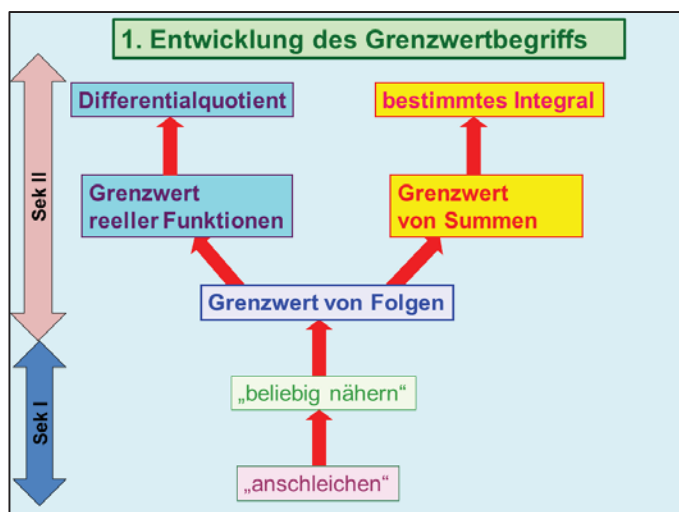 1. Entwicklung des Grenzwertbegriffs
Differentialquotient
bestimmtes Integral
Grenzwert
reeller Funktionen
Grenzwert
von Summen
Sek II
Grenzwert von Folgen
„beliebig nähern“
Sek I
„anschleichen“